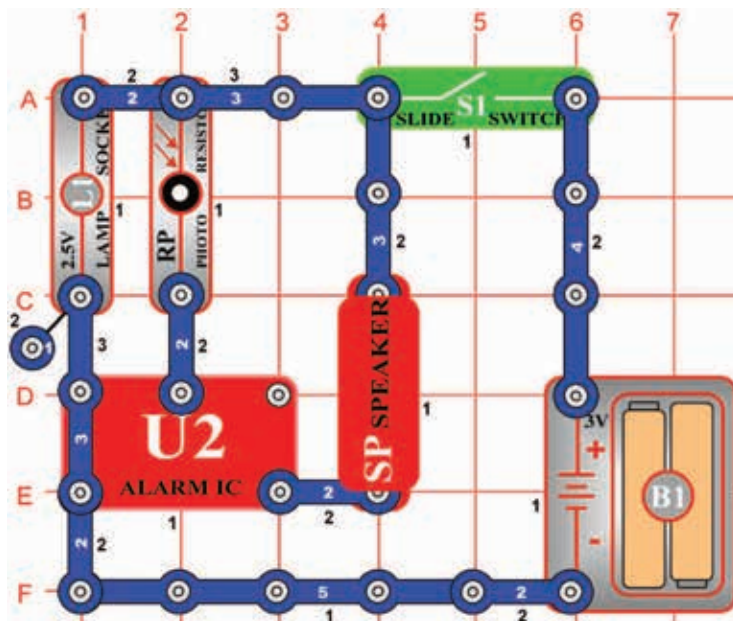 1 2 3 4 5 6 7
2 3
A 2 3 S1
SLIDE SWITCH
1
SOCKE
RESISTO
B L1 1 1 3 2 4 2
2.5V LAMP
RP PHOTO
C
2 1 3 2 2
D 3V
+
U2
SP SPEAKER 1
3
ALARM IC
B1
1
E 2
1 2
-
2 2
F 5 2
1 2